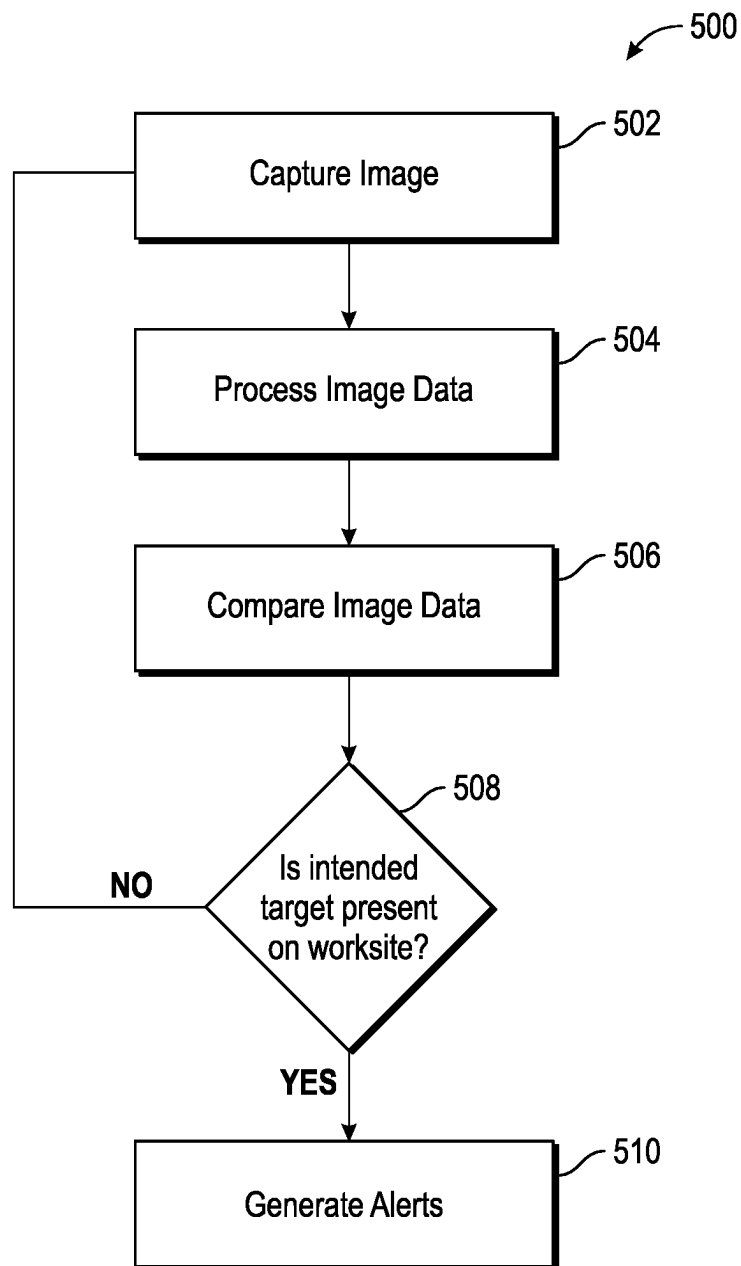 500
502
Capture Image
504
Process Image Data
506
Compare Image Data
508
Is intended
target present
on worksite?
NO
YES
510
Generate Alerts